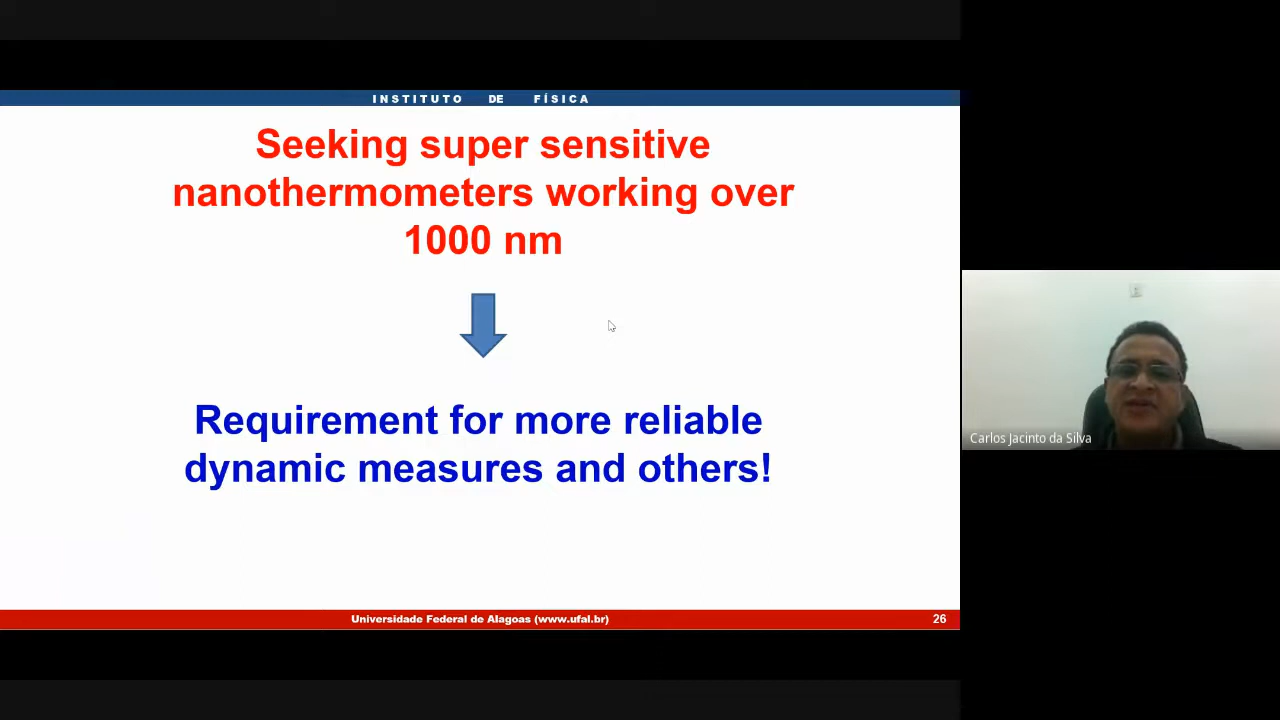 INSTITUTO DE FÍSICA
Seeking super sensitive
nanothermometers working over
1000 nm
Requirement for more reliable
dynamic measures and others!
Universidade Federal de Alagoas (www.ufal.br)
26
Carlos Jacinto da Silva